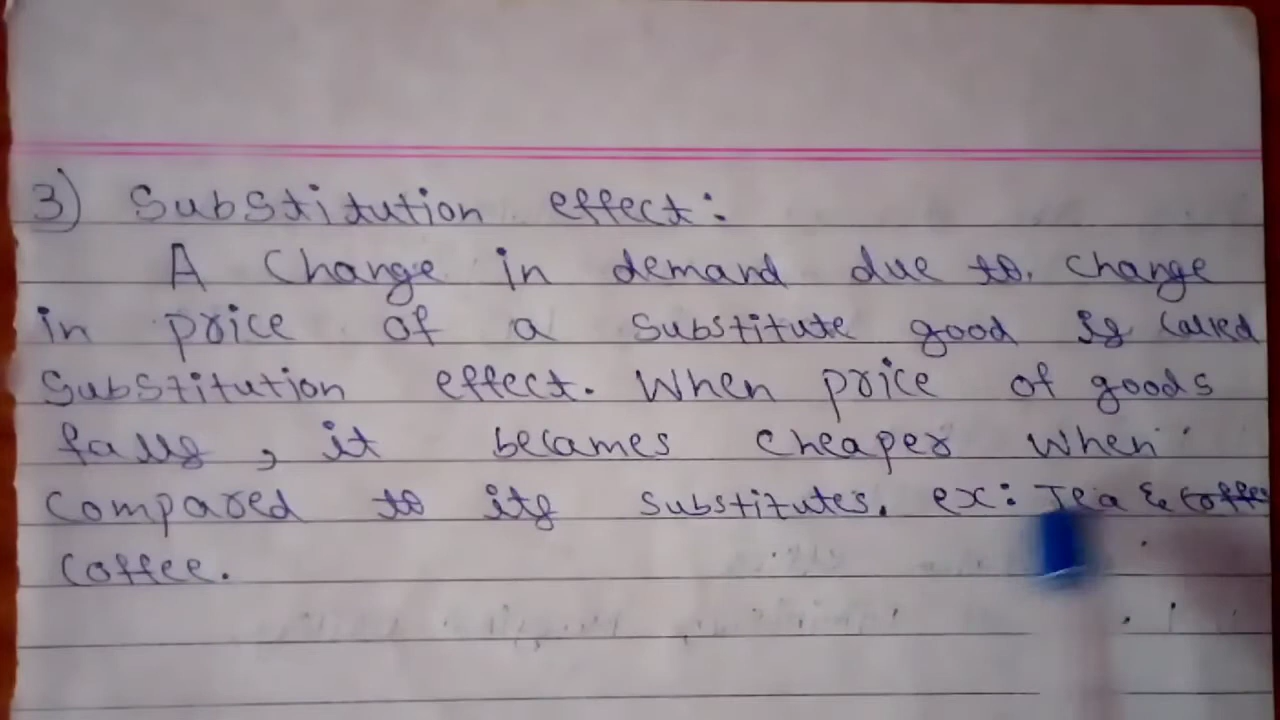 3) Substitution effect:
A Change in demand due to. change
in price of a substitute good is called
Substitution effect. When price of goods
falls, it becames cheaper when
compared to its substitutes. ex: Tea & coffee
coffee.